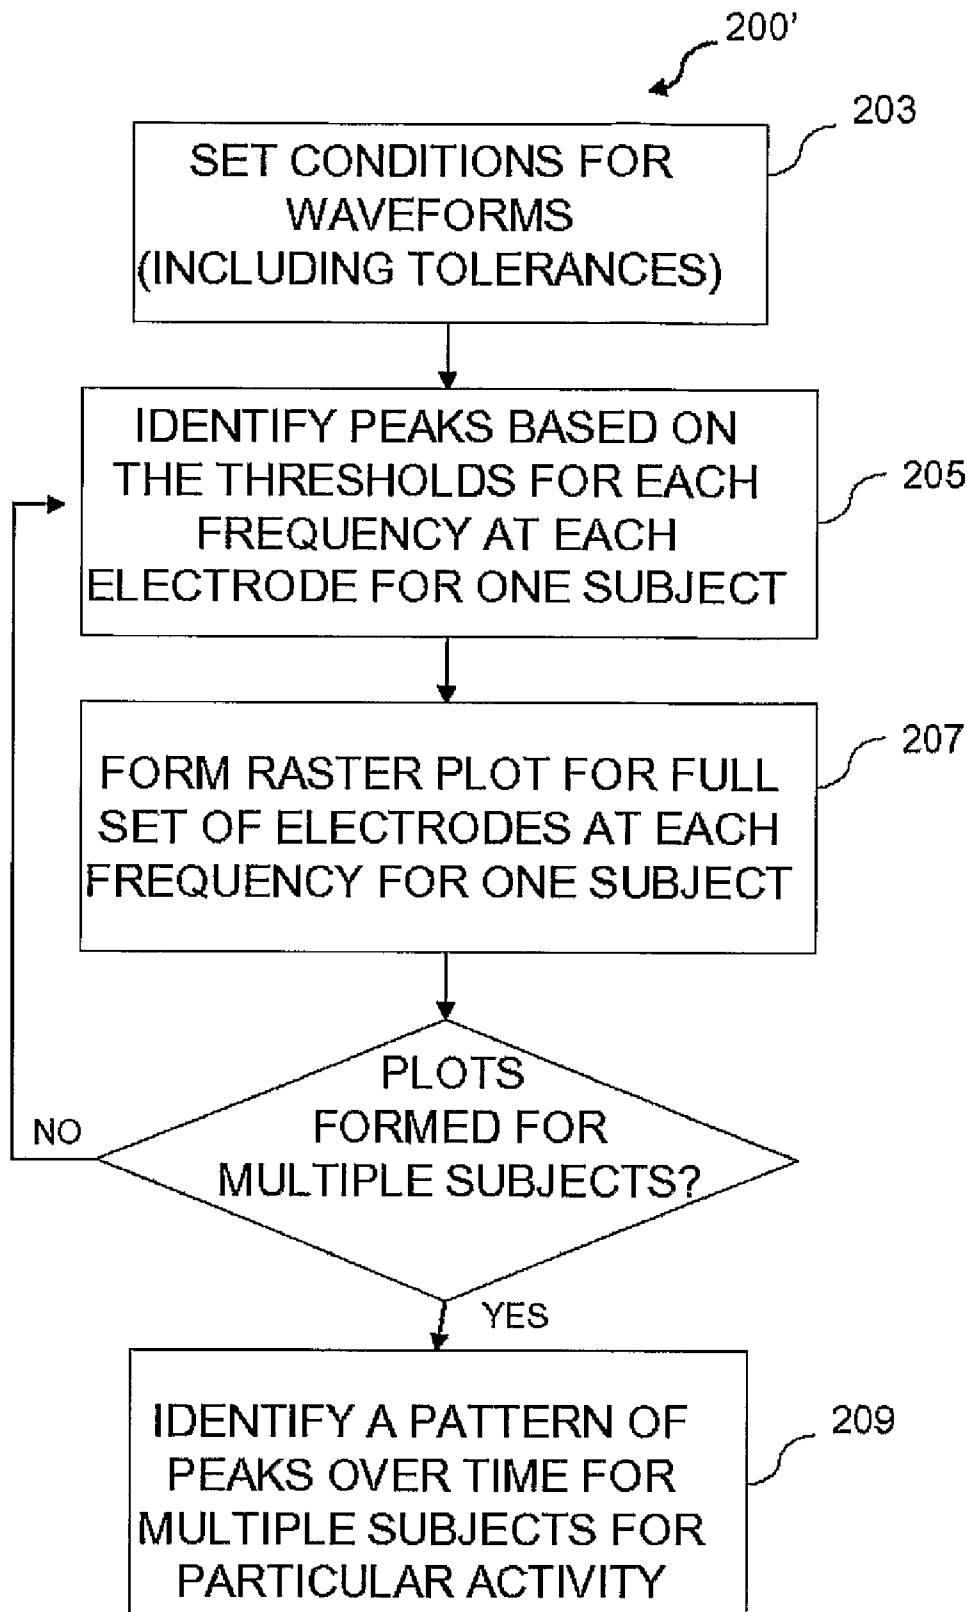 200'
203
SET CONDITIONS FOR
WAVEFORMS
(INCLUDING TOLERANCES)
IDENTIFY PEAKS BASED ON
THE THRESHOLDS FOR EACH
FREQUENCY AT EACH
ELECTRODE FOR ONE SUBJECT
205
207
FORM RASTER PLOT FOR FULL
SET OF ELECTRODES AT EACH
FREQUENCY FOR ONE SUBJECT
PLOTS
FORMED FOR
MULTIPLE SUBJECTS?
NO
YES
IDENTIFY A PATTERN OF
PEAKS OVER TIME FOR
MULTIPLE SUBJECTS FOR
PARTICULAR ACTIVITY
209